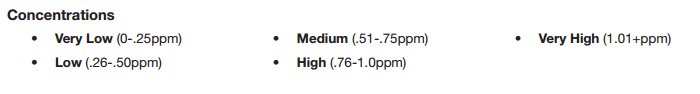 Concentrations
• Very Low (0-.25ppm)
• Low (.26-.50ppm)
• Medium (.51-.75ppm)
• High (.76-1.0ppm)
• Very High (1.01+ppm)